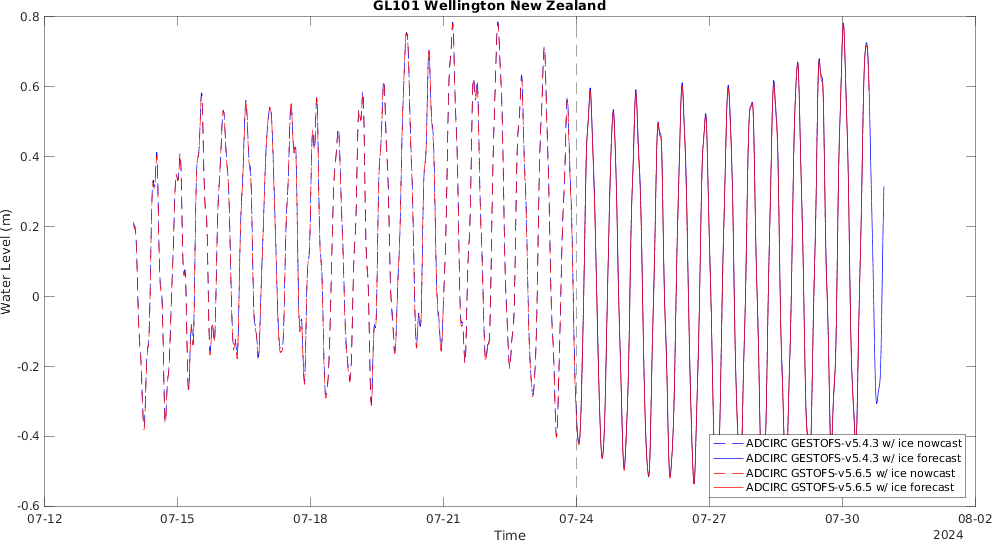 GL101 Wellington New Zealand
0.8
0.6
0.4
0.2
0
-0.2
-0.4
-0.6
Water Level (m)
ADCIRC GESTOFS-v5.4.3 w/ ice nowcast
ADCIRC GESTOFS-v5.4.3 w/ ice forecast
ADCIRC GSTOFS-v5.6.5 w/ ice nowcast
ADCIRC GSTOFS-v5.6.5 w/ ice forecast
07-12 07-15 07-18 07-21 07-24 07-27 07-30 08-02
Time
2024